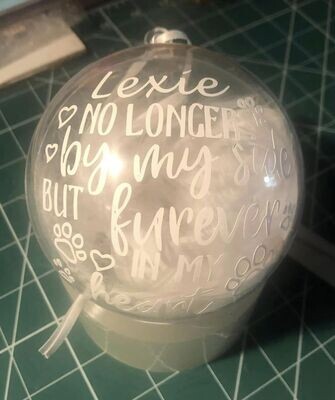 Lexie
NO LONGER
by my side
BUT furever
IN MY
heart